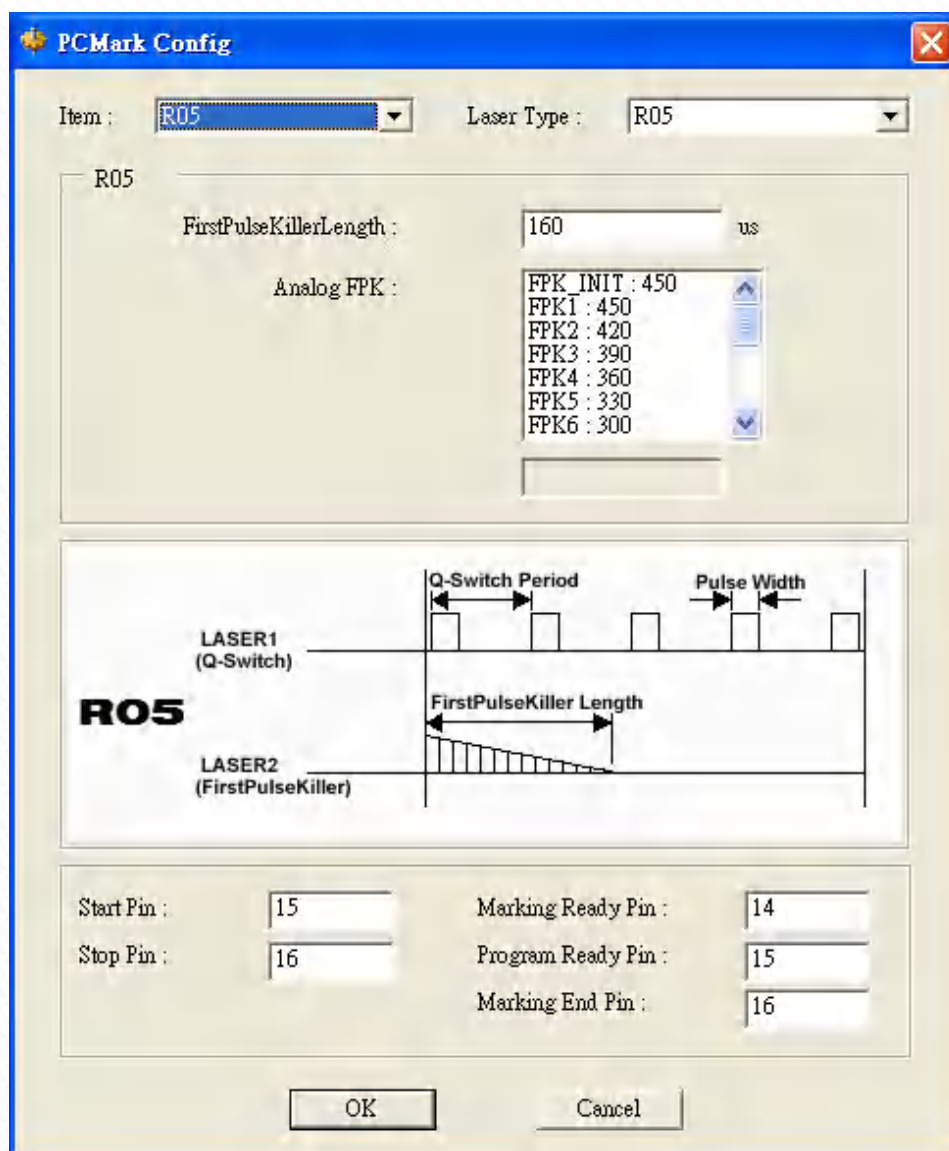 PCMark Config
Item : R05 Laser Type : R05
R05
FirstPulseKillerLength : 160 us
Analog FPK :
FPK_INIT : 450
FPK1 : 450
FPK2 : 420
FPK3 : 390
FPK4 : 360
FPK5 : 330
FPK6 : 300
Q-Switch Period Pulse Width
LASER1
(Q-Switch)
R05
FirstPulseKiller Length
LASER2
(FirstPulseKiller)
Start Pin : 15 Marking Ready Pin : 14
Stop Pin : 16 Program Ready Pin : 15
Marking End Pin : 16
OK Cancel